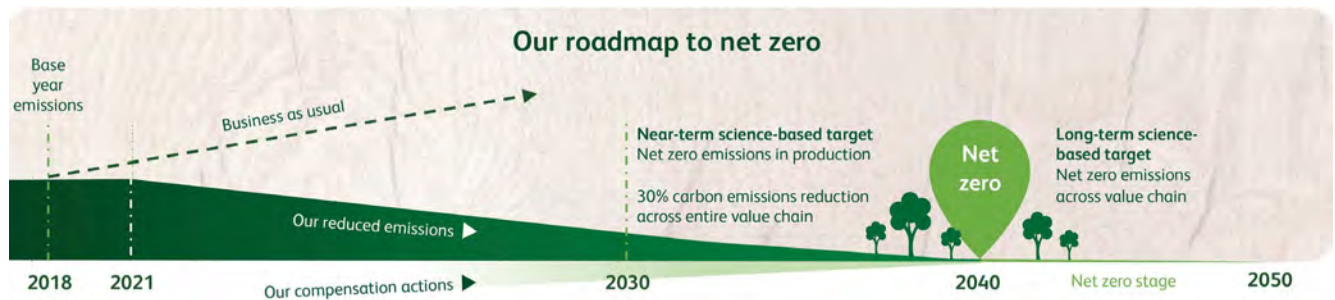 Our roadmap to net zero
Base
year
emissions
Business as usual
Near-term science-based target
Net zero emissions in production
30% carbon emissions reduction
across entire value chain
Net
zero
Long-term science-
based target
Net zero emissions
across value chain
Our reduced emissions
2018
2021
Our compensation actions
2030
2040
Net zero stage
2050